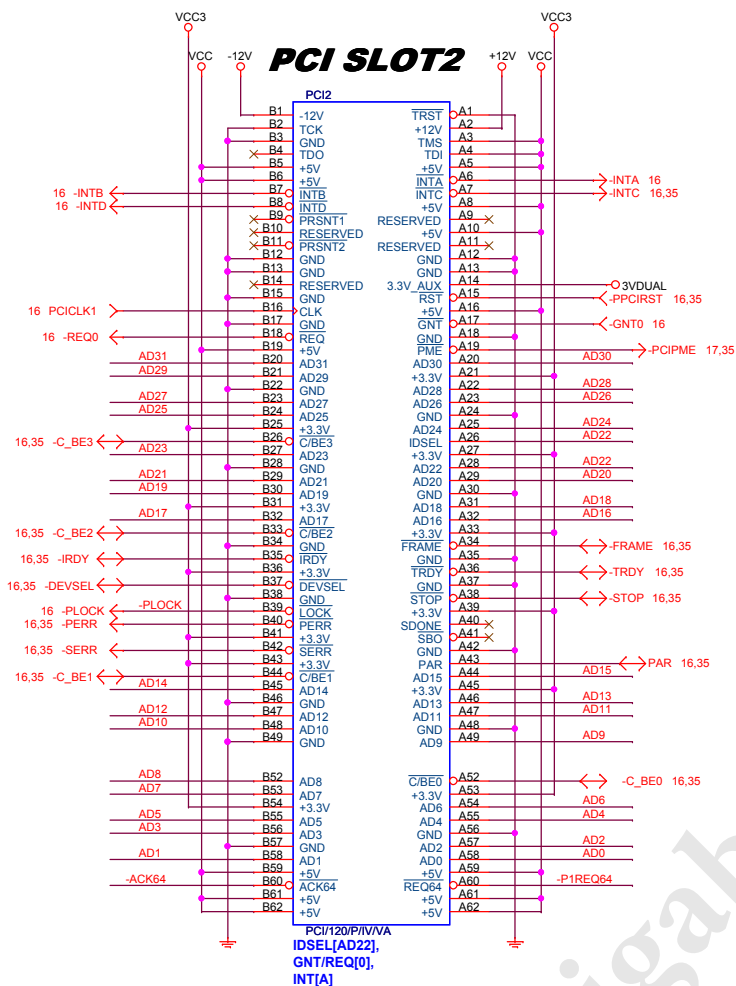 VCC3 VCC3
VCC -12V PCI SLOT2 +12V VCC
PCI2
B1 -12V TRST A1
B2 TCK +12V A2
B3 GND TMS A3
B4 TDO TDI A4
B5 +5V +5V A5
B6 +5V INTA A6 -INTA 16
16 -INTB B7 INTB INTC A7 -INTC 16,35
16 -INTD B8 INTD +5V A8
B9 PRSNT1 RESERVED A9
B10 RESERVED +5V A10
B11 PRSNT2 RESERVED A11
B12 GND GND A12
B13 GND GND A13
B14 RESERVED 3.3V_AUX A14 3VDUAL
B15 GND RST A15 -PPCIRST 16,35
16 PCICLK1 B16 CLK +5V A16
B17 GND GNT A17 -GNT0 16
16 -REQ0 B18 REQ GND A18
B19 +5V PME A19 -PCIPME 17,35
AD31 B20 AD31 AD30 A20 AD30
AD29 B21 AD29 +3.3V A21
B22 GND AD28 A22 AD28
AD27 B23 AD27 AD26 A23 AD26
AD25 B24 AD25 GND A24
B25 +3.3V AD24 A25 AD24
16,35 -C_BE3 B26 C/BE3 IDSEL A26 AD22
AD23 B27 AD23 +3.3V A27
B28 GND AD22 A28 AD22
AD21 B29 AD21 AD20 A29 AD20
AD19 B30 AD19 GND A30
B31 +3.3V AD18 A31 AD18
AD17 B32 AD17 AD16 A32 AD16
16,35 -C_BE2 B33 C/BE2 +3.3V A33
B34 GND FRAME A34 -FRAME 16,35
16,35 -IRDY B35 IRDY GND A35
B36 +3.3V TRDY A36 -TRDY 16,35
16,35 -DEVSEL B37 DEVSEL GND A37
B38 GND STOP A38 -STOP 16,35
16 -PLOCK -PLOCK B39 LOCK +3.3V A39
16,35 -PERR B40 PERR SDONE A40
B41 +3.3V SBO A41
16,35 -SERR B42 SERR GND A42
B43 +3.3V PAR A43 PAR 16,35
16,35 -C_BE1 B44 C/BE1 AD15 A44 AD15
AD14 B45 AD14 +3.3V A45
B46 GND AD13 A46 AD13
AD12 B47 AD12 AD11 A47 AD11
AD10 B48 AD10 GND A48
B49 GND AD9 A49 AD9
AD8 B52 AD8 C/BE0 A52 -C_BE0 16,35
AD7 B53 AD7 +3.3V A53
B54 +3.3V AD6 A54 AD6
AD5 B55 AD5 AD4 A55 AD4
AD3 B56 AD3 GND A56
B57 GND AD2 A57 AD2
AD1 B58 AD1 AD0 A58 AD0
B59 +5V +5V A59
-ACK64 B60 ACK64 REQ64 A60 -P1REQ64
B61 +5V +5V A61
B62 +5V +5V A62
PCI/120/P/IV/VA
IDSEL[AD22],
GNT/REQ[0],
INT[A]